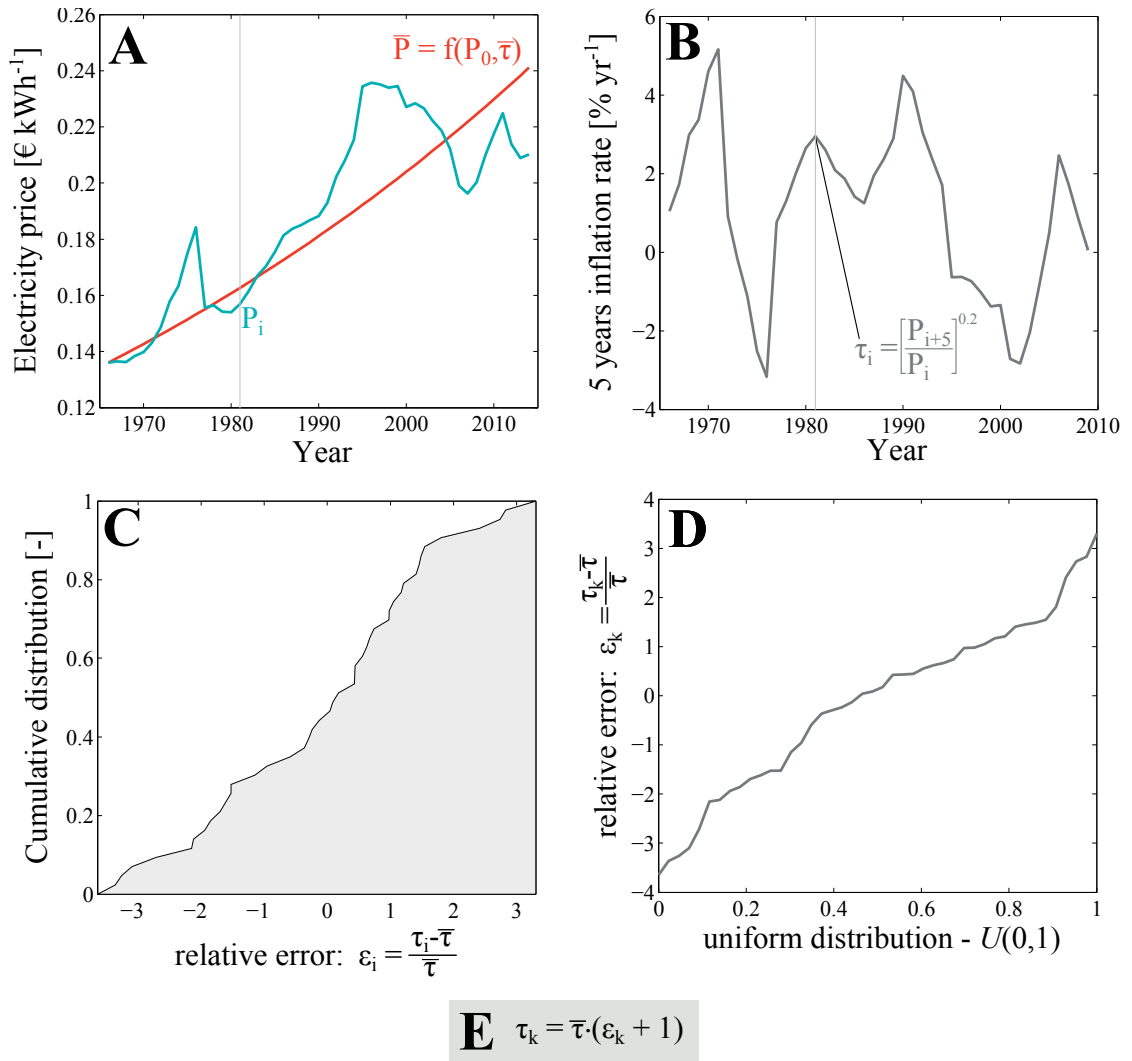 A
P̅ = f(P₀,τ̅)
Electricity price [€ kWh⁻¹]
0.26
0.24
0.22
0.2
0.18
0.16
0.14
0.12
Pᵢ
1970 1980 1990 2000 2010
Year
B
5 years inflation rate [% yr⁻¹]
6
4
2
0
−2
−4
τᵢ = [Pᵢ₊₅/Pᵢ]^0.2
1970 1980 1990 2000 2010
Year
C
Cumulative distribution [-]
1
0.8
0.6
0.4
0.2
0
−3 −2 −1 0 1 2 3
relative error: εᵢ = (τᵢ-τ̅)/τ̅
D
relative error: εₖ = (τₖ-τ̅)/τ̅
4
3
2
1
0
−1
−2
−3
−4
0 0.2 0.4 0.6 0.8 1
uniform distribution - U(0,1)
E τₖ = τ̅·(εₖ + 1)